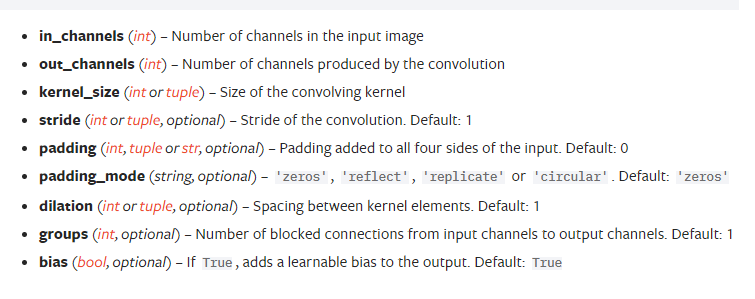 in_channels (int) – Number of channels in the input image
out_channels (int) – Number of channels produced by the convolution
kernel_size (int or tuple) – Size of the convolving kernel
stride (int or tuple, optional) – Stride of the convolution. Default: 1
padding (int, tuple or str, optional) – Padding added to all four sides of the input. Default: 0
padding_mode (string, optional) – 'zeros', 'reflect', 'replicate' or 'circular'. Default: 'zeros'
dilation (int or tuple, optional) – Spacing between kernel elements. Default: 1
groups (int, optional) – Number of blocked connections from input channels to output channels. Default: 1
bias (bool, optional) – If True, adds a learnable bias to the output. Default: True